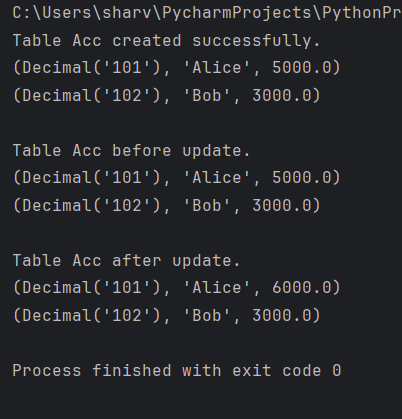 C:\Users\sharv\PycharmProjects\PythonPr
Table Acc created successfully.
(Decimal('101'), 'Alice', 5000.0)
(Decimal('102'), 'Bob', 3000.0)
Table Acc before update.
(Decimal('101'), 'Alice', 5000.0)
(Decimal('102'), 'Bob', 3000.0)
Table Acc after update.
(Decimal('101'), 'Alice', 6000.0)
(Decimal('102'), 'Bob', 3000.0)
Process finished with exit code 0